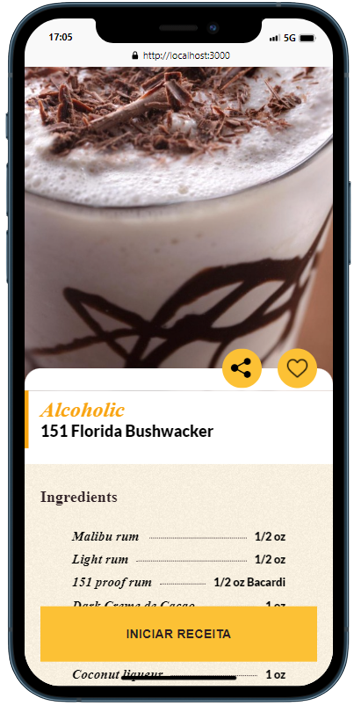 17:05 5G
http://localhost:3000
Alcoholic
151 Florida Bushwacker
Ingredients
Malibu rum 1/2 oz
Light rum 1/2 oz
151 proof rum 1/2 oz Bacardi
Dark Creme de Cacao 1 oz
INICIAR RECEITA
Coconut liqueur 1 oz